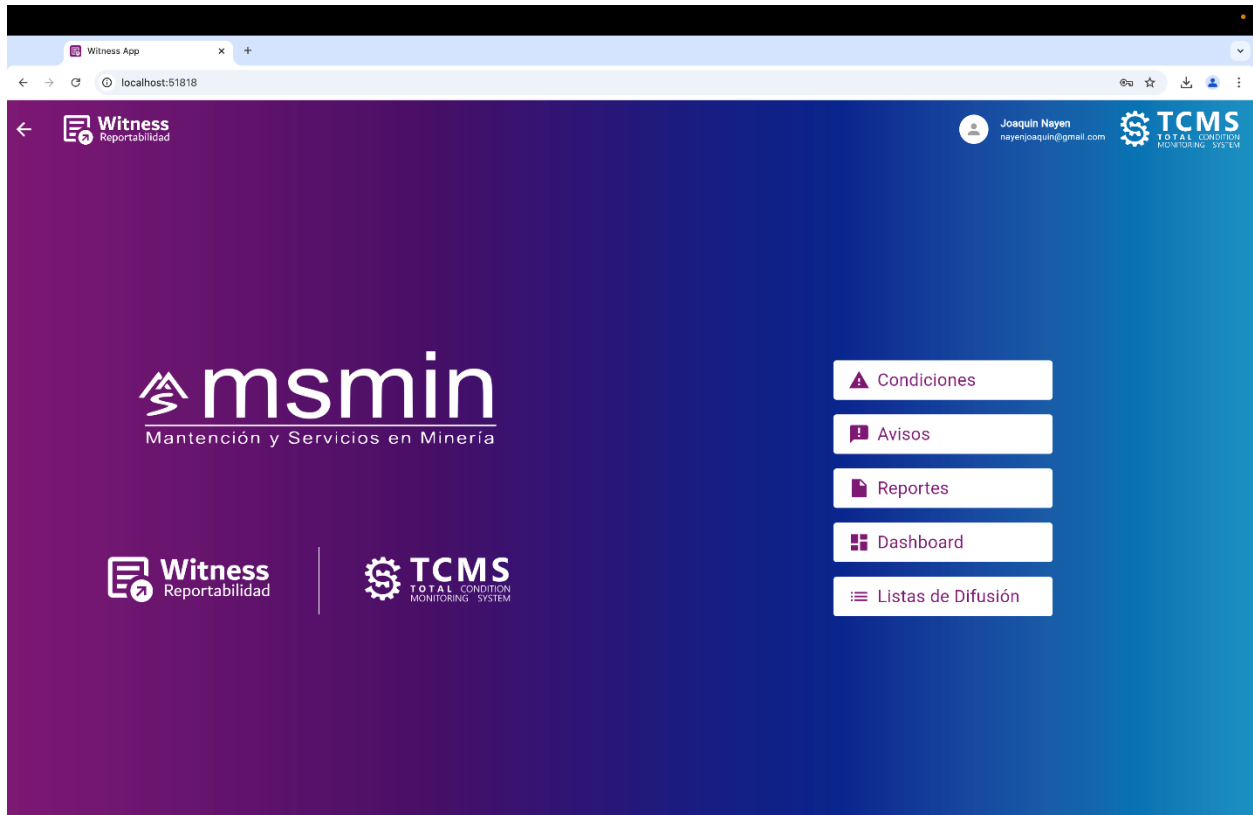 Witness App
localhost:51818
Witness
Reportabilidad
Joaquin Nayen
nayenjoaquin@gmail.com
TCMS
TOTAL CONDITION
MONITORING SYSTEM
msmin
Mantención y Servicios en Minería
Witness
Reportabilidad
TCMS
TOTAL CONDITION
MONITORING SYSTEM
Condiciones
Avisos
Reportes
Dashboard
Listas de Difusión